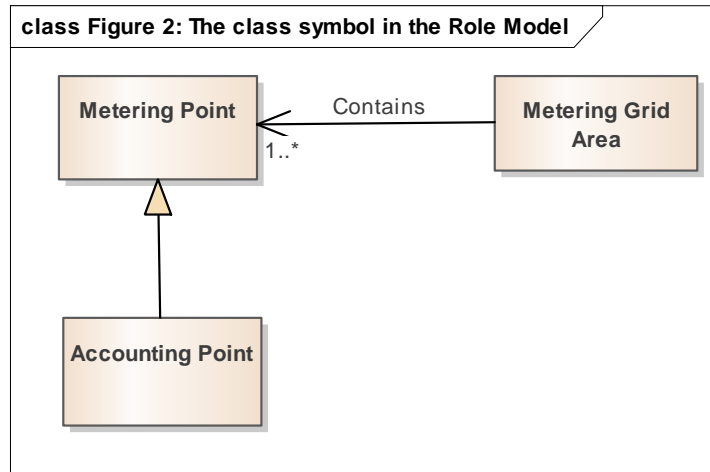 class Figure 2: The class symbol in the Role Model
Metering Point
Contains
Metering Grid
Area
1..*
Accounting Point